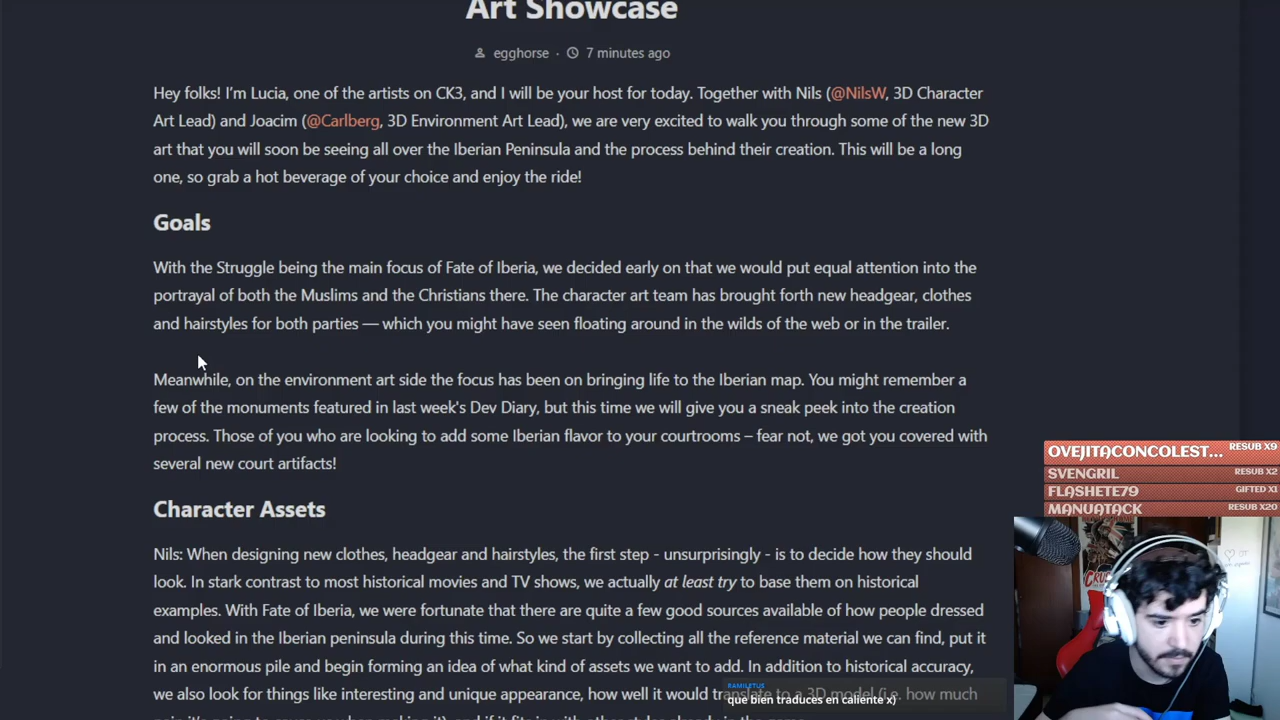 Art Showcase
egghorse · 7 minutes ago
Hey folks! I'm Lucia, one of the artists on CK3, and I will be your host for today. Together with Nils (@NilsW, 3D Character
Art Lead) and Joacim (@Carlberg, 3D Environment Art Lead), we are very excited to walk you through some of the new 3D
art that you will soon be seeing all over the Iberian Peninsula and the process behind their creation. This will be a long
one, so grab a hot beverage of your choice and enjoy the ride!
Goals
With the Struggle being the main focus of Fate of Iberia, we decided early on that we would put equal attention into the
portrayal of both the Muslims and the Christians there. The character art team has brought forth new headgear, clothes
and hairstyles for both parties — which you might have seen floating around in the wilds of the web or in the trailer.
Meanwhile, on the environment art side the focus has been on bringing life to the Iberian map. You might remember a
few of the monuments featured in last week's Dev Diary, but this time we will give you a sneak peek into the creation
process. Those of you who are looking to add some Iberian flavor to your courtrooms – fear not, we got you covered with
several new court artifacts!
Character Assets
Nils: When designing new clothes, headgear and hairstyles, the first step - unsurprisingly - is to decide how they should
look. In stark contrast to most historical movies and TV shows, we actually at least try to base them on historical
examples. With Fate of Iberia, we were fortunate that there are quite a few good sources available of how people dressed
and looked in the Iberian peninsula during this time. So we start by collecting all the reference material we can find, put it
in an enormous pile and begin forming an idea of what kind of assets we want to add. In addition to historical accuracy,
we also look for things like interesting and unique appearance, how well it would translate to a 3D model (i.e. how much
OVEJITACONCOLEST... RESUB X9
SVENGRIL RESUB X2
FLASHETE79 GIFTED X1
MANUATACK RESUB X20
RAMILETUS
que bien traduces en caliente x)